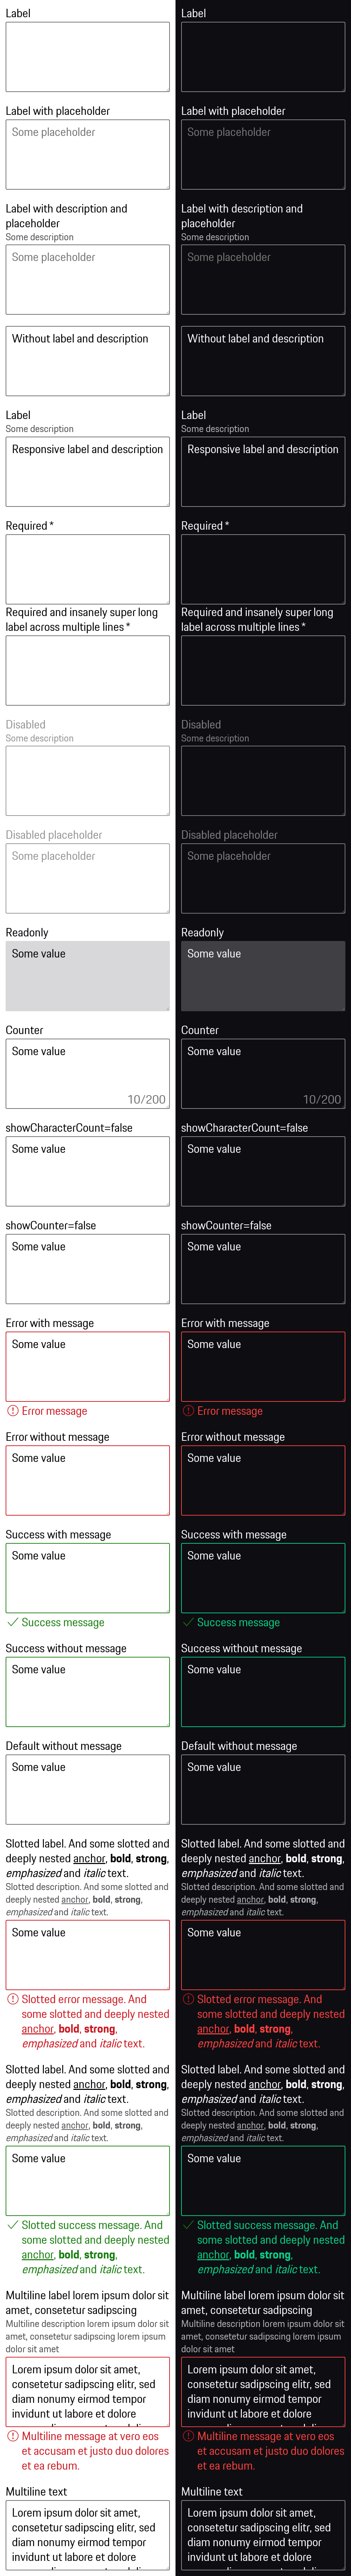 Label
Label with placeholder
Some placeholder
Label with description and
placeholder
Some description
Some placeholder
Without label and description
Label
Some description
Responsive label and description
Required *
Required and insanely super long
label across multiple lines *
Disabled
Some description
Disabled placeholder
Some placeholder
Readonly
Some value
Counter
Some value
10/200
showCharacterCount=false
Some value
showCounter=false
Some value
Error with message
Some value
Error message
Error without message
Some value
Success with message
Some value
Success message
Success without message
Some value
Default without message
Some value
Slotted label. And some slotted and
deeply nested anchor, bold, strong,
emphasized and italic text.
Slotted description. And some slotted and
deeply nested anchor, bold, strong,
emphasized and italic text.
Some value
Slotted error message. And
some slotted and deeply nested
anchor, bold, strong,
emphasized and italic text.
Slotted label. And some slotted and
deeply nested anchor, bold, strong,
emphasized and italic text.
Slotted description. And some slotted and
deeply nested anchor, bold, strong,
emphasized and italic text.
Some value
Slotted success message. And
some slotted and deeply nested
anchor, bold, strong,
emphasized and italic text.
Multiline label lorem ipsum dolor sit
amet, consetetur sadipscing
Multiline description lorem ipsum dolor sit
amet, consetetur sadipscing lorem ipsum
dolor sit amet
Lorem ipsum dolor sit amet,
consetetur sadipscing elitr, sed
diam nonumy eirmod tempor
invidunt ut labore et dolore
Multiline message at vero eos
et accusam et justo duo dolores
et ea rebum.
Multiline text
Lorem ipsum dolor sit amet,
consetetur sadipscing elitr, sed
diam nonumy eirmod tempor
invidunt ut labore et dolore
Label
Label with placeholder
Some placeholder
Label with description and
placeholder
Some description
Some placeholder
Without label and description
Label
Some description
Responsive label and description
Required *
Required and insanely super long
label across multiple lines *
Disabled
Some description
Disabled placeholder
Some placeholder
Readonly
Some value
Counter
Some value
10/200
showCharacterCount=false
Some value
showCounter=false
Some value
Error with message
Some value
Error message
Error without message
Some value
Success with message
Some value
Success message
Success without message
Some value
Default without message
Some value
Slotted label. And some slotted and
deeply nested anchor, bold, strong,
emphasized and italic text.
Slotted description. And some slotted and
deeply nested anchor, bold, strong,
emphasized and italic text.
Some value
Slotted error message. And
some slotted and deeply nested
anchor, bold, strong,
emphasized and italic text.
Slotted label. And some slotted and
deeply nested anchor, bold, strong,
emphasized and italic text.
Slotted description. And some slotted and
deeply nested anchor, bold, strong,
emphasized and italic text.
Some value
Slotted success message. And
some slotted and deeply nested
anchor, bold, strong,
emphasized and italic text.
Multiline label lorem ipsum dolor sit
amet, consetetur sadipscing
Multiline description lorem ipsum dolor sit
amet, consetetur sadipscing lorem ipsum
dolor sit amet
Lorem ipsum dolor sit amet,
consetetur sadipscing elitr, sed
diam nonumy eirmod tempor
invidunt ut labore et dolore
Multiline message at vero eos
et accusam et justo duo dolores
et ea rebum.
Multiline text
Lorem ipsum dolor sit amet,
consetetur sadipscing elitr, sed
diam nonumy eirmod tempor
invidunt ut labore et dolore